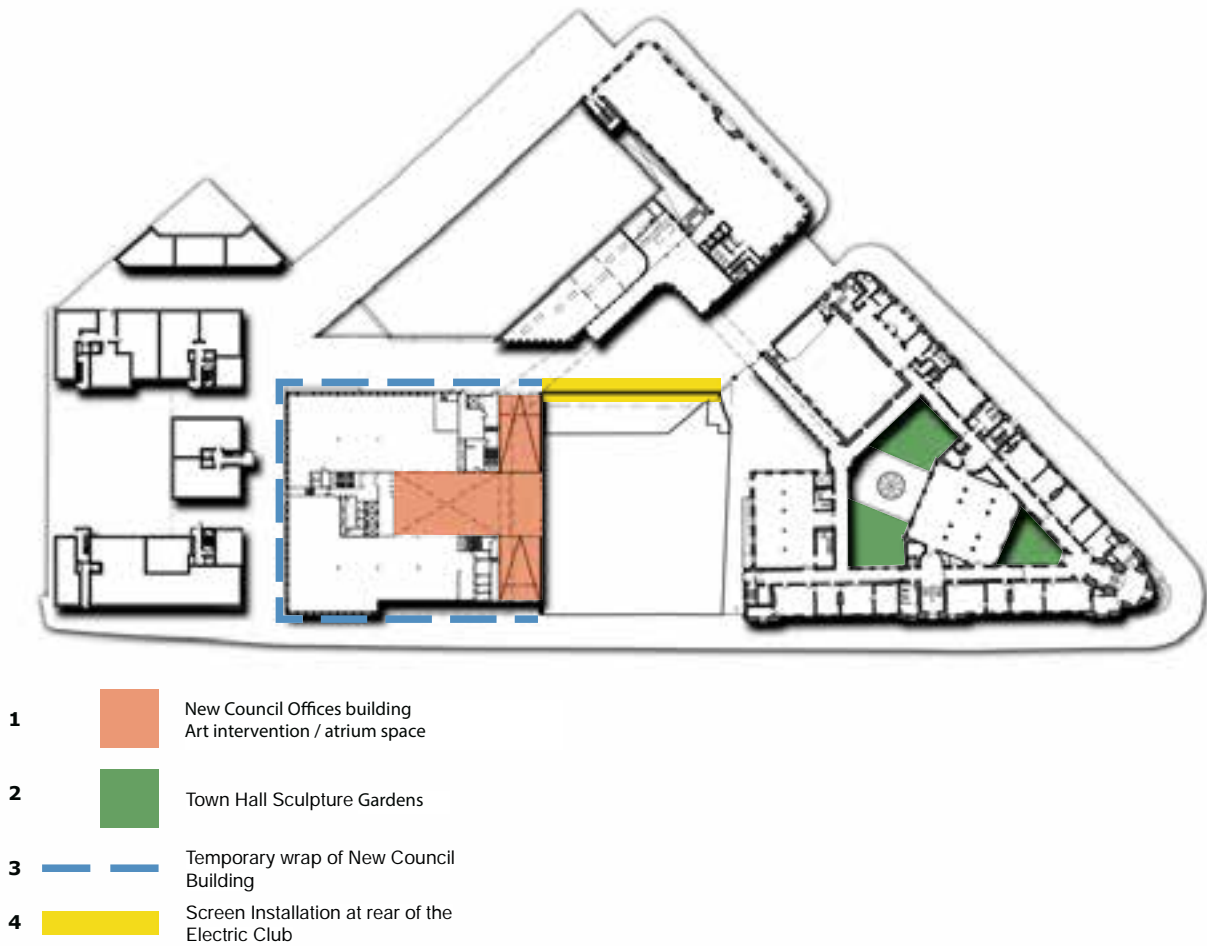 1
New Council Offices building
Art intervention / atrium space
2
Town Hall Sculpture Gardens
3
Temporary wrap of New Council
Building
4
Screen Installation at rear of the
Electric Club